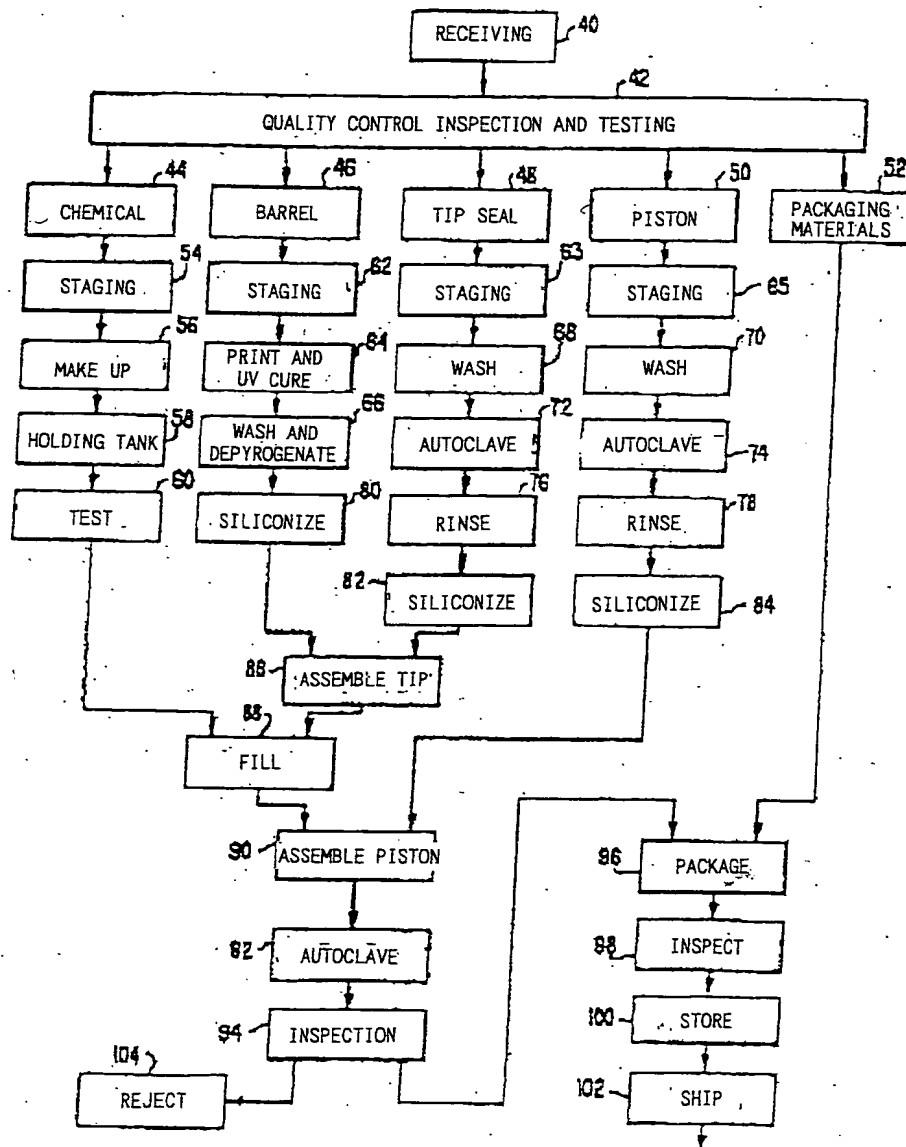 RECEIVING
40
42
QUALITY CONTROL INSPECTION AND TESTING
44
46
48
50
52
CHEMICAL
BARREL
TIP SEAL
PISTON
PACKAGING
MATERIALS
54
62
63
65
STAGING
STAGING
STAGING
STAGING
56
64
68
70
MAKE UP
PRINT AND
UV CURE
WASH
WASH
58
66
72
74
HOLDING TANK
WASH AND
DEPYROGENATE
AUTOCLAVE
AUTOCLAVE
60
80
76
78
TEST
SILICONIZE
RINSE
RINSE
82
84
SILICONIZE
SILICONIZE
ASSEMBLE TIP
FILL
90
ASSEMBLE PISTON
96
PACKAGE
AUTOCLAVE
98
INSPECT
94
INSPECTION
100
STORE
104
REJECT
102
SHIP